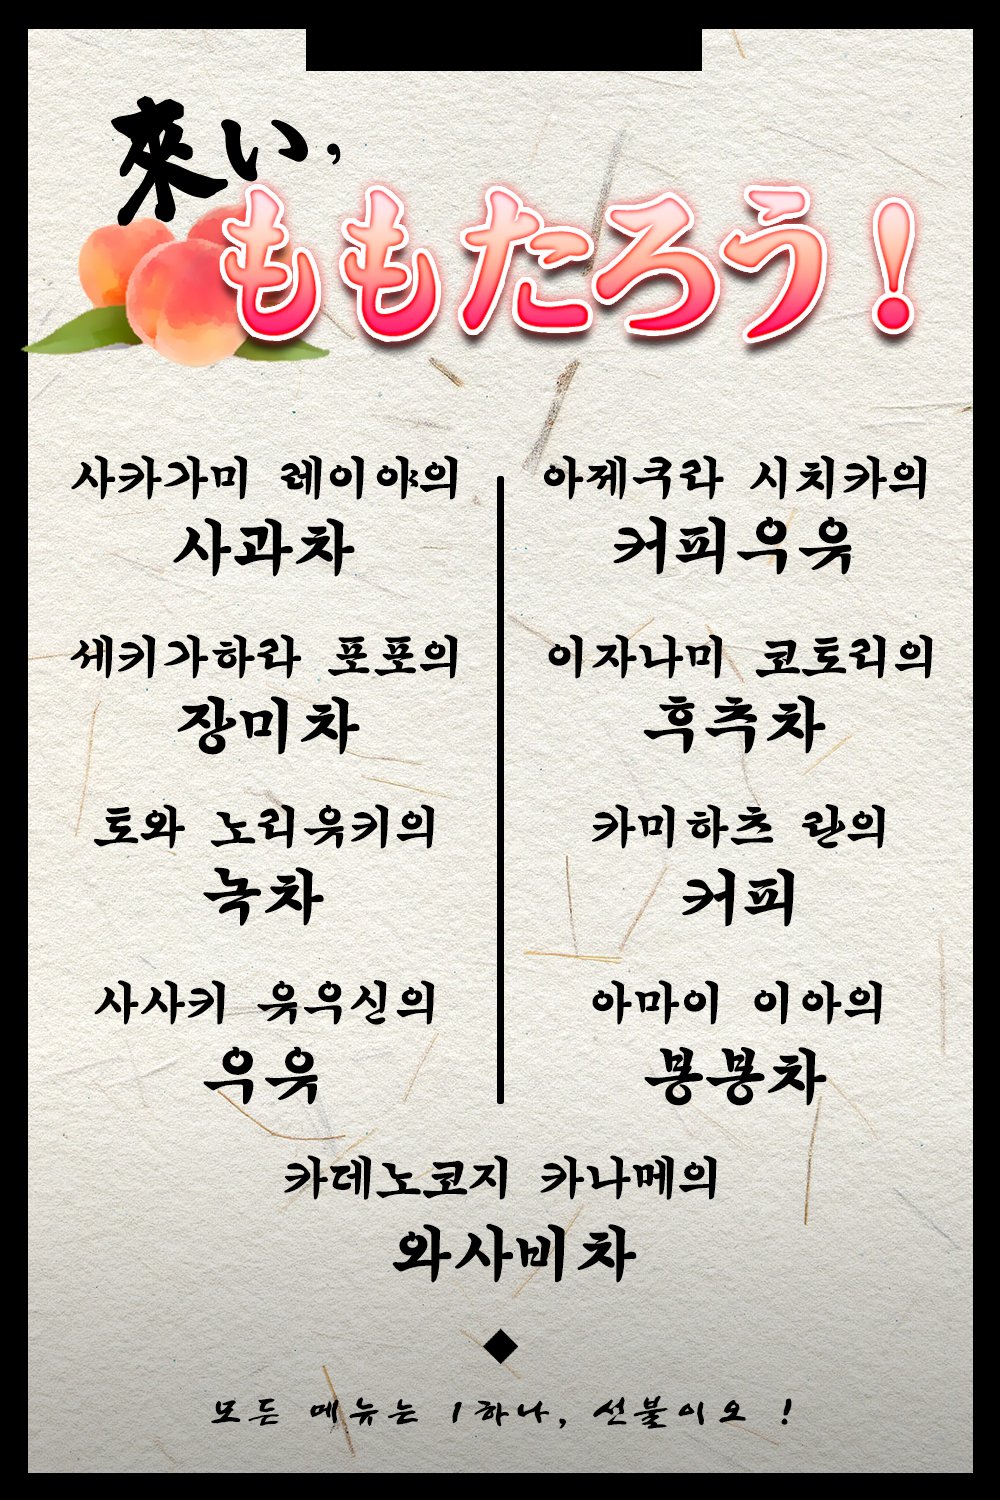 來い,
ももたろう!
사카가미 레이야의
사과차
세키가하라 포포의
장미차
토와 노리유키의
녹차
사사키 유우신의
우유
아제쿠라 시치카의
커피우유
이자나미 코토리의
후추차
카미하츠 란의
커피
아마이 이아의
뭉뭉차
카데노코지 카나메의
와사비차
모든 메뉴는 1하나, 선불이오 !